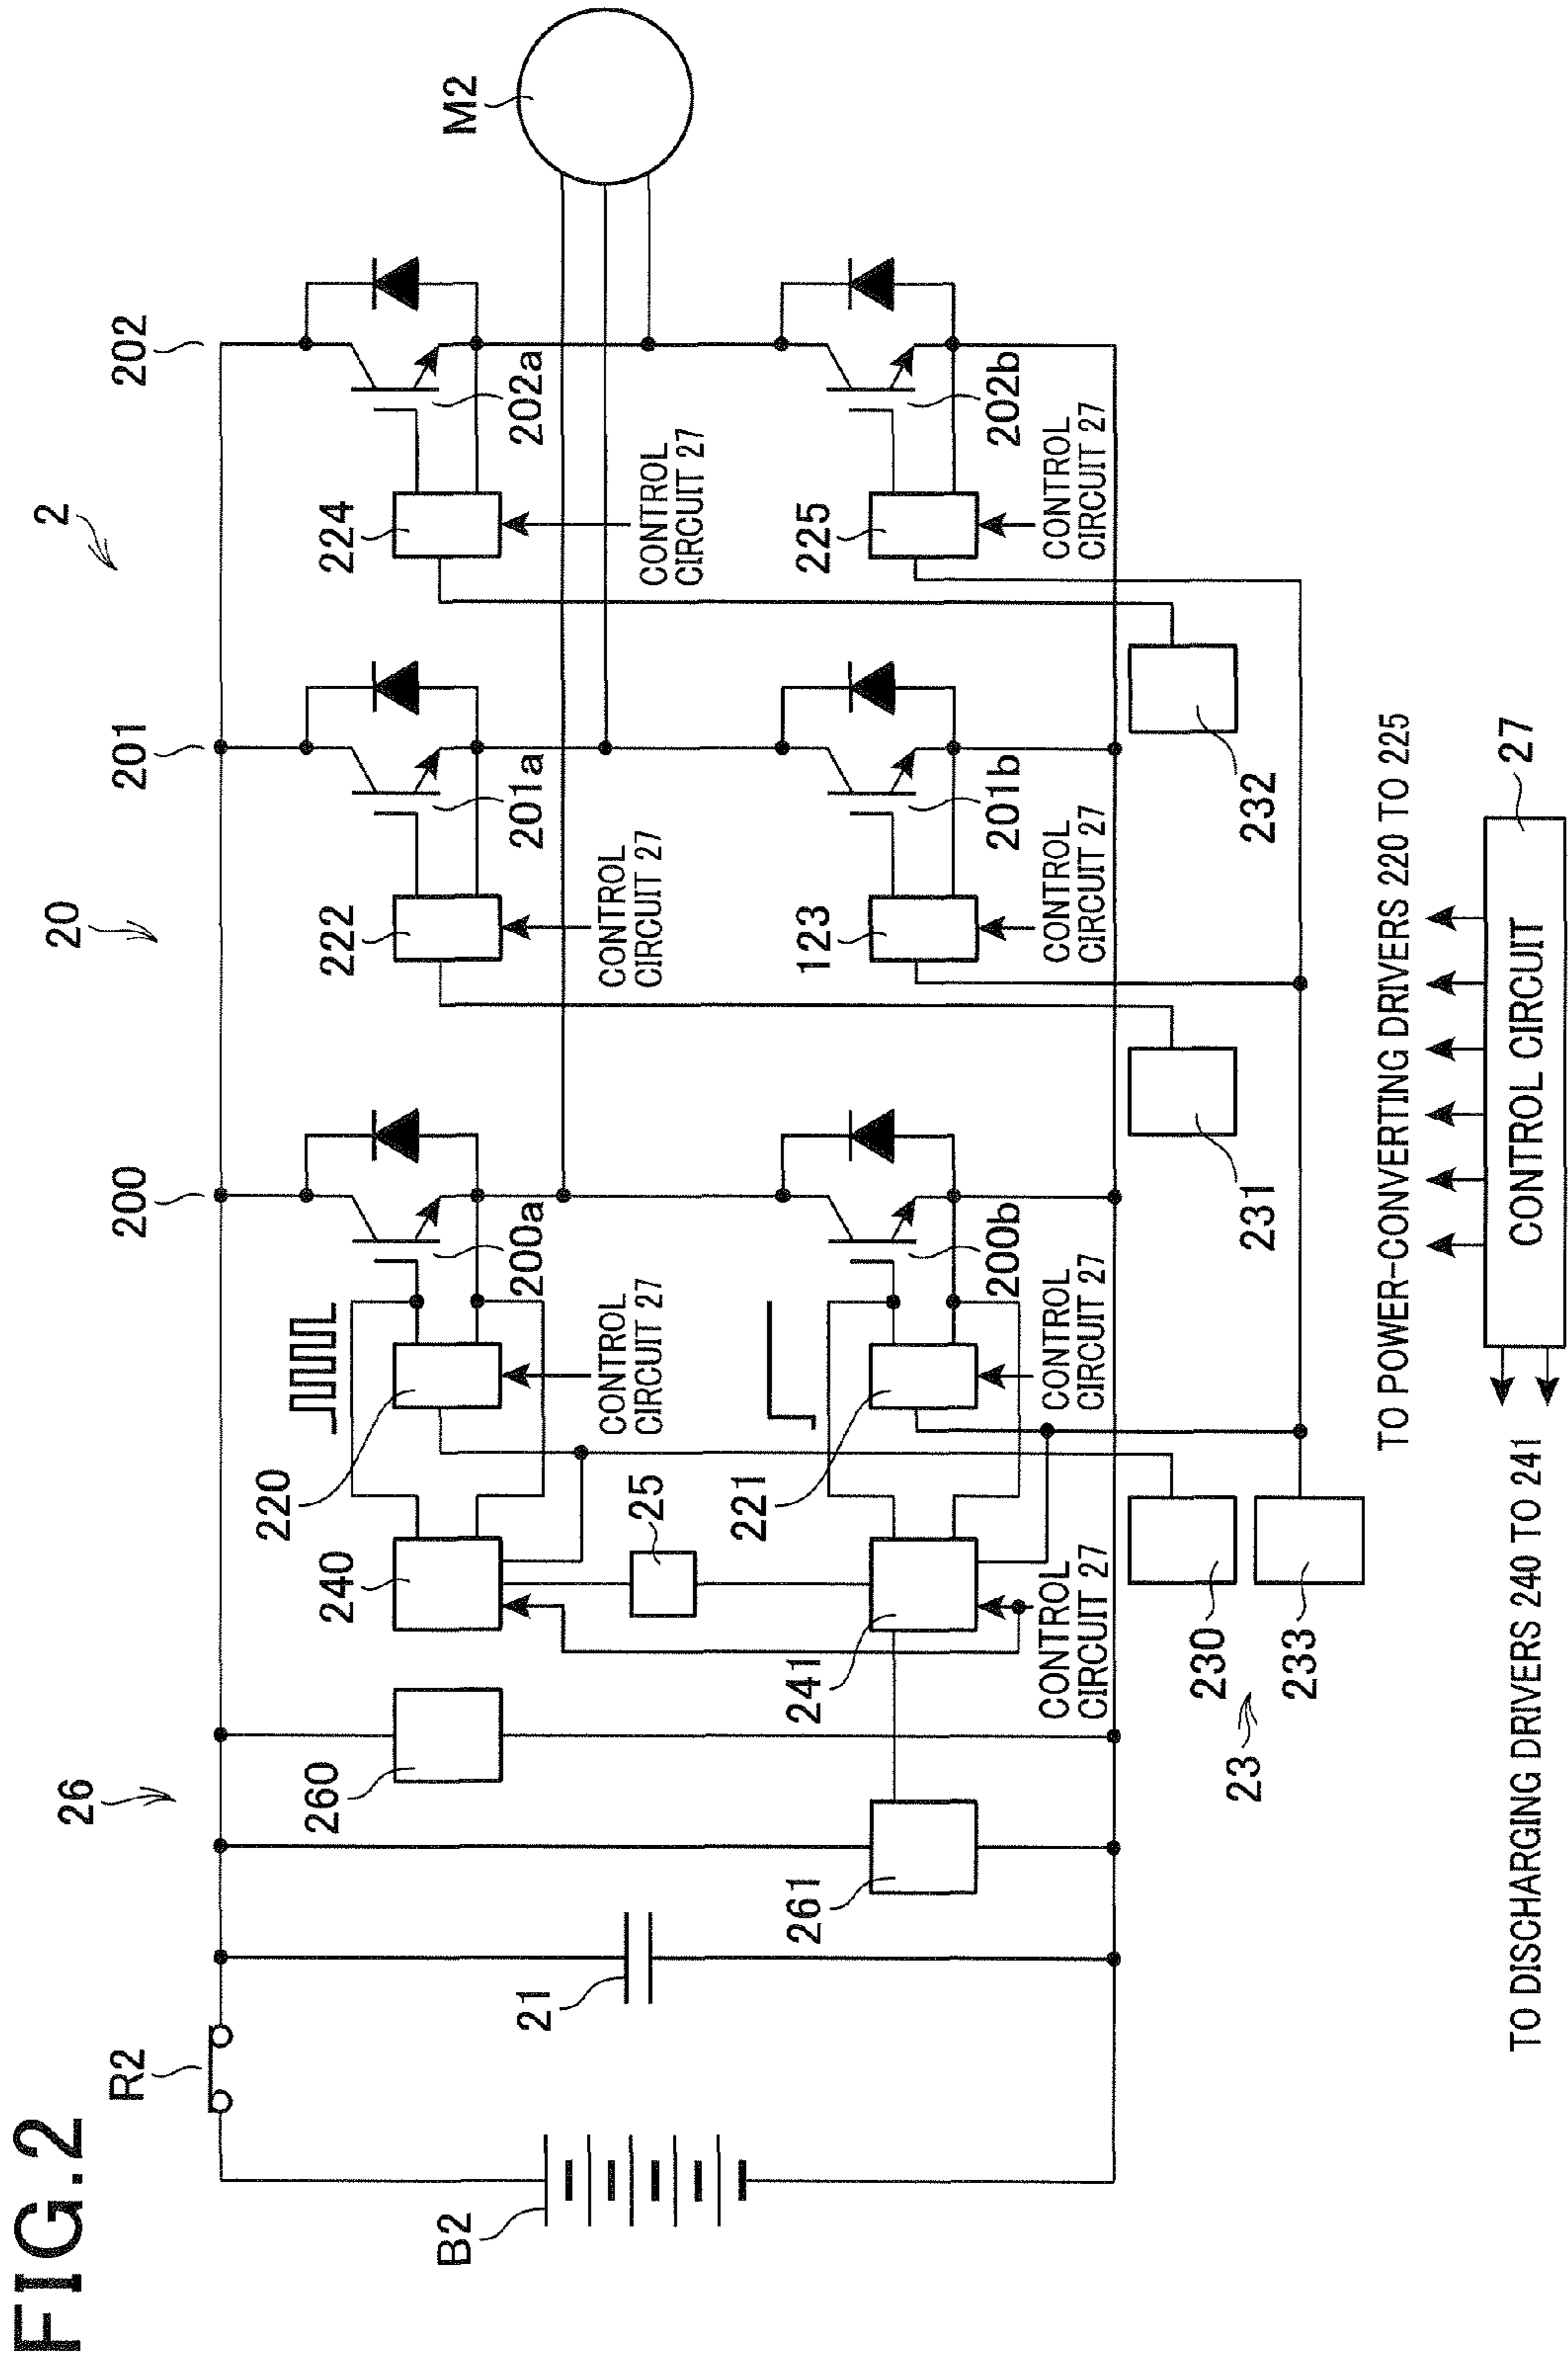 FIG.2
2
20
26
R2
200
201
202
M2
220
240
222
224
200a
201a
202a
260
CONTROL
CIRCUIT 27
CONTROL
CIRCUIT 27
CONTROL
CIRCUIT 27
25
B2
21
221
123
225
200b
201b
202b
241
261
CONTROL
CIRCUIT 27
CONTROL
CIRCUIT 27
CONTROL
CIRCUIT 27
CONTROL
CIRCUIT 27
230
231
232
23
233
TO POWER-CONVERTING DRIVERS 220 TO 225
TO DISCHARGING DRIVERS 240 TO 241
CONTROL CIRCUIT
27